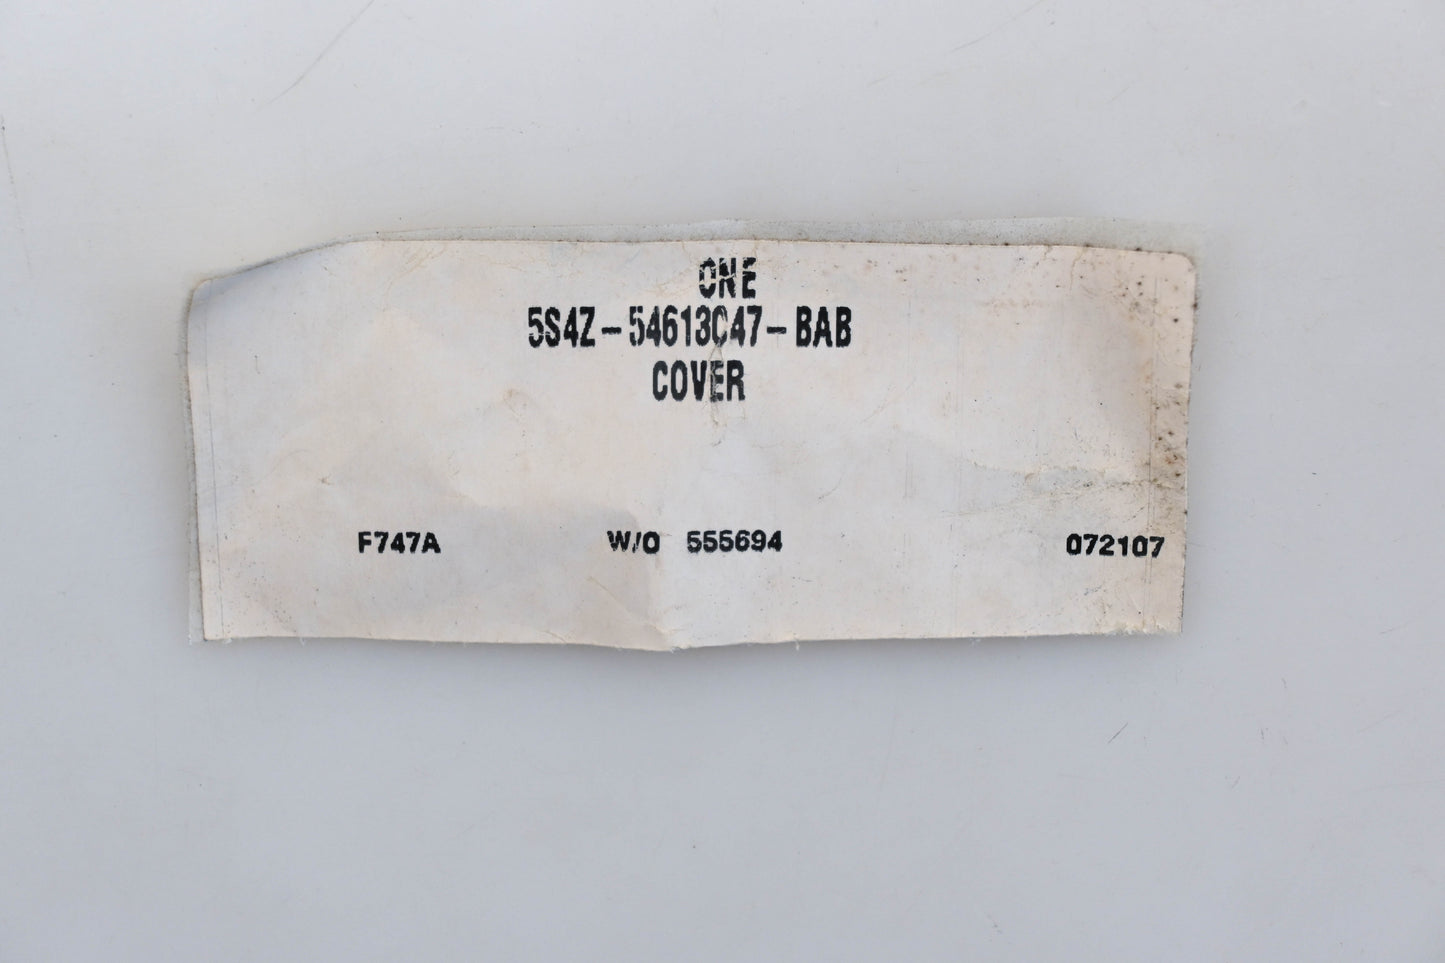 ONE
5S4Z-54613C47-BAB
COVER
F747A W/O 555694 072107